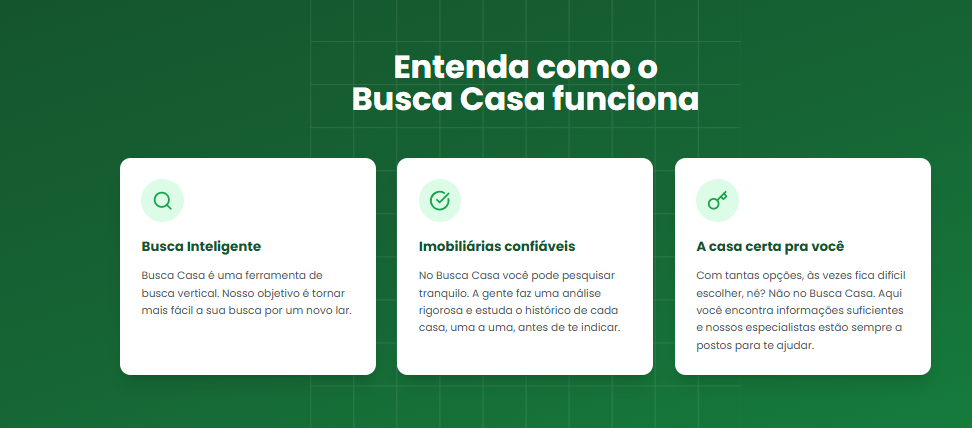 Entenda como o
Busca Casa funciona
Busca Inteligente
Busca Casa é uma ferramenta de
busca vertical. Nosso objetivo é tornar
mais fácil a sua busca por um novo lar.
Imobiliárias confiáveis
No Busca Casa você pode pesquisar
tranquilo. A gente faz uma análise
rigorosa e estuda o histórico de cada
casa, uma a uma, antes de te indicar.
A casa certa pra você
Com tantas opções, às vezes fica difícil
escolher, né? Não no Busca Casa. Aqui
você encontra informações suficientes
e nossos especialistas estão sempre a
postos para te ajudar.